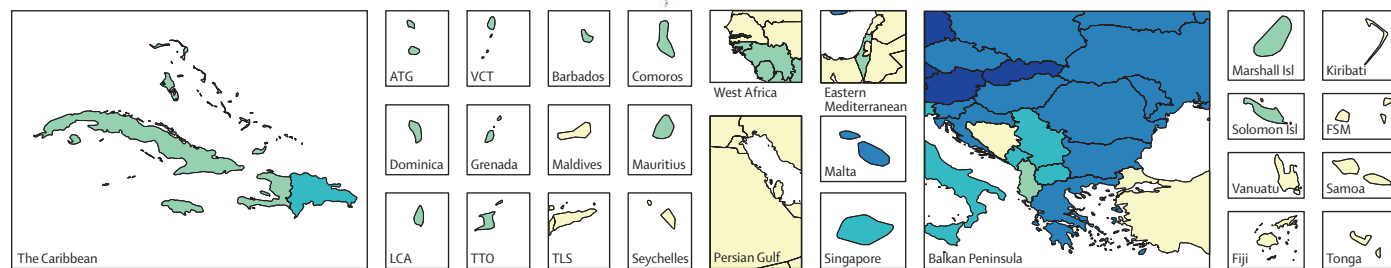 The Caribbean
ATG
VCT
Barbados
Comoros
Dominica
Grenada
Maldives
Mauritius
LCA
TTO
TLS
Seychelles
West Africa
Eastern
Mediterranean
Persian Gulf
Malta
Singapore
Balkan Peninsula
Marshall Isl
Kiribati
Solomon Isl
FSM
Vanuatu
Samoa
Fiji
Tonga